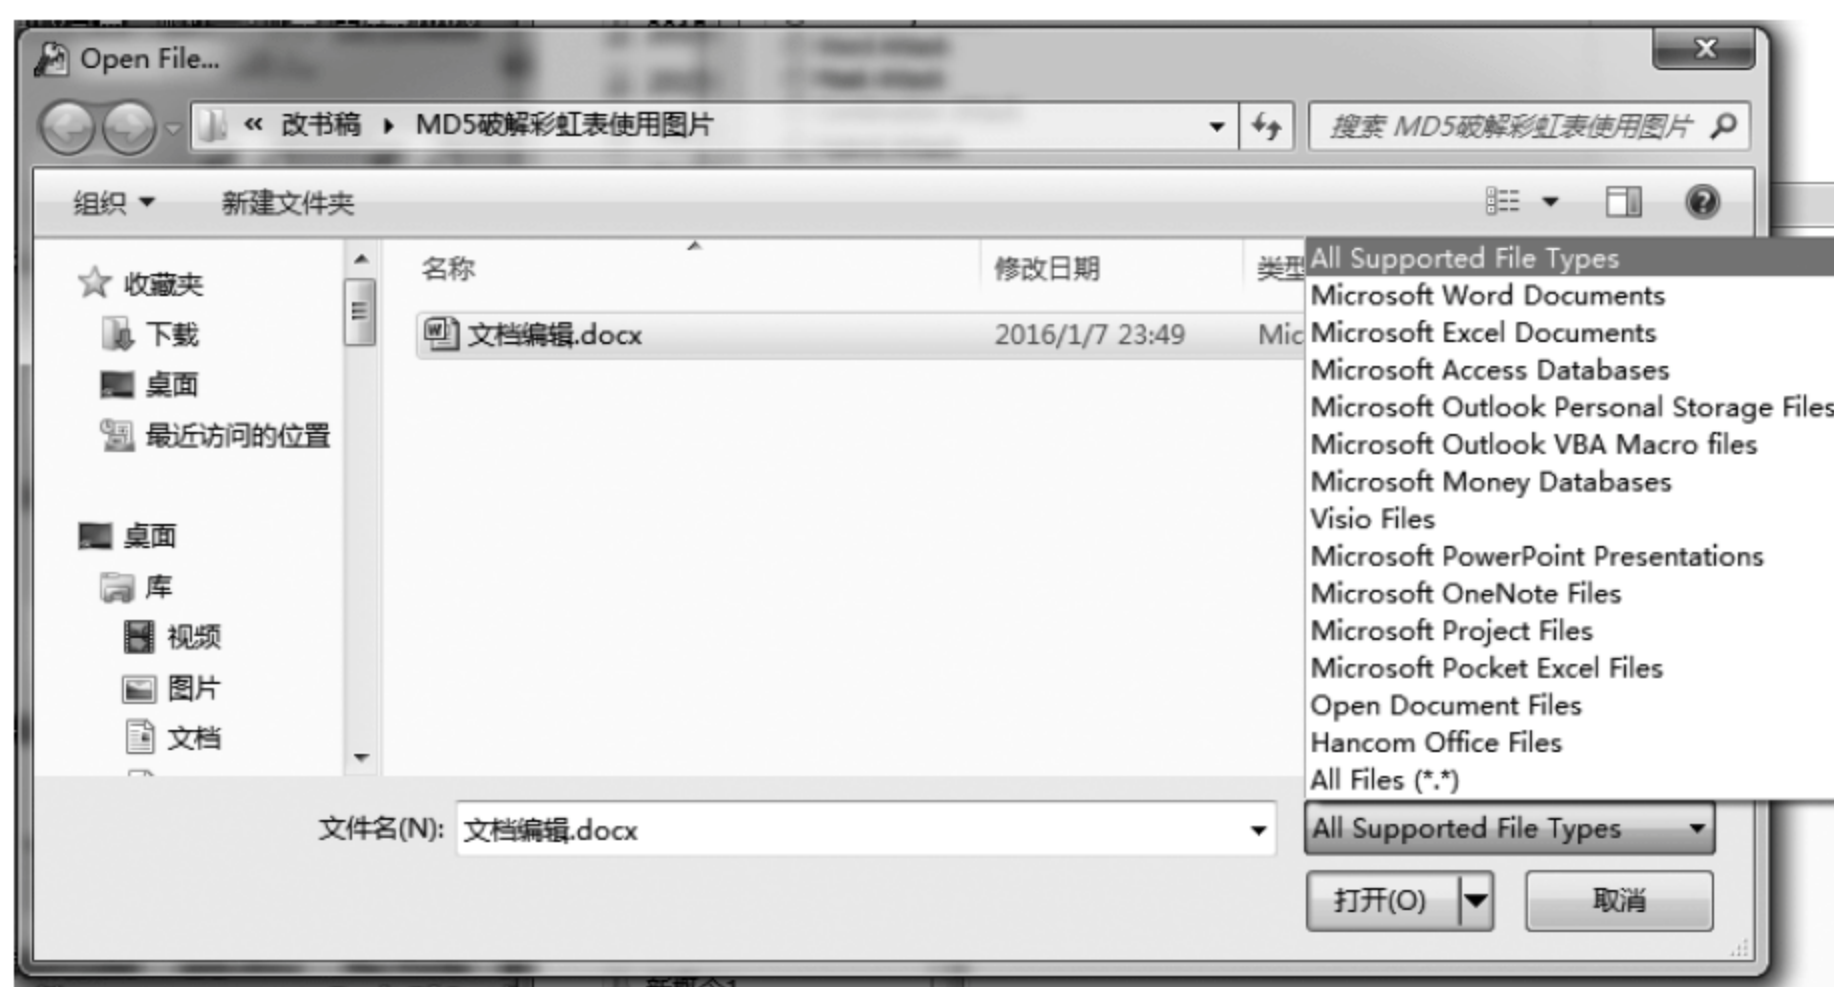 Open File...
« 改书稿 ▸ MD5破解彩虹表使用图片
搜索 MD5破解彩虹表使用图片
组织 新建文件夹
名称 修改日期 类型
收藏夹
下载
桌面
最近访问的位置
桌面
库
视频
图片
文档
文档编辑.docx 2016/1/7 23:49 Mic
All Supported File Types
Microsoft Word Documents
Microsoft Excel Documents
Microsoft Access Databases
Microsoft Outlook Personal Storage Files
Microsoft Outlook VBA Macro files
Microsoft Money Databases
Visio Files
Microsoft PowerPoint Presentations
Microsoft OneNote Files
Microsoft Project Files
Microsoft Pocket Excel Files
Open Document Files
Hancom Office Files
All Files (*.*)
文件名(N): 文档编辑.docx
All Supported File Types
打开(O) 取消